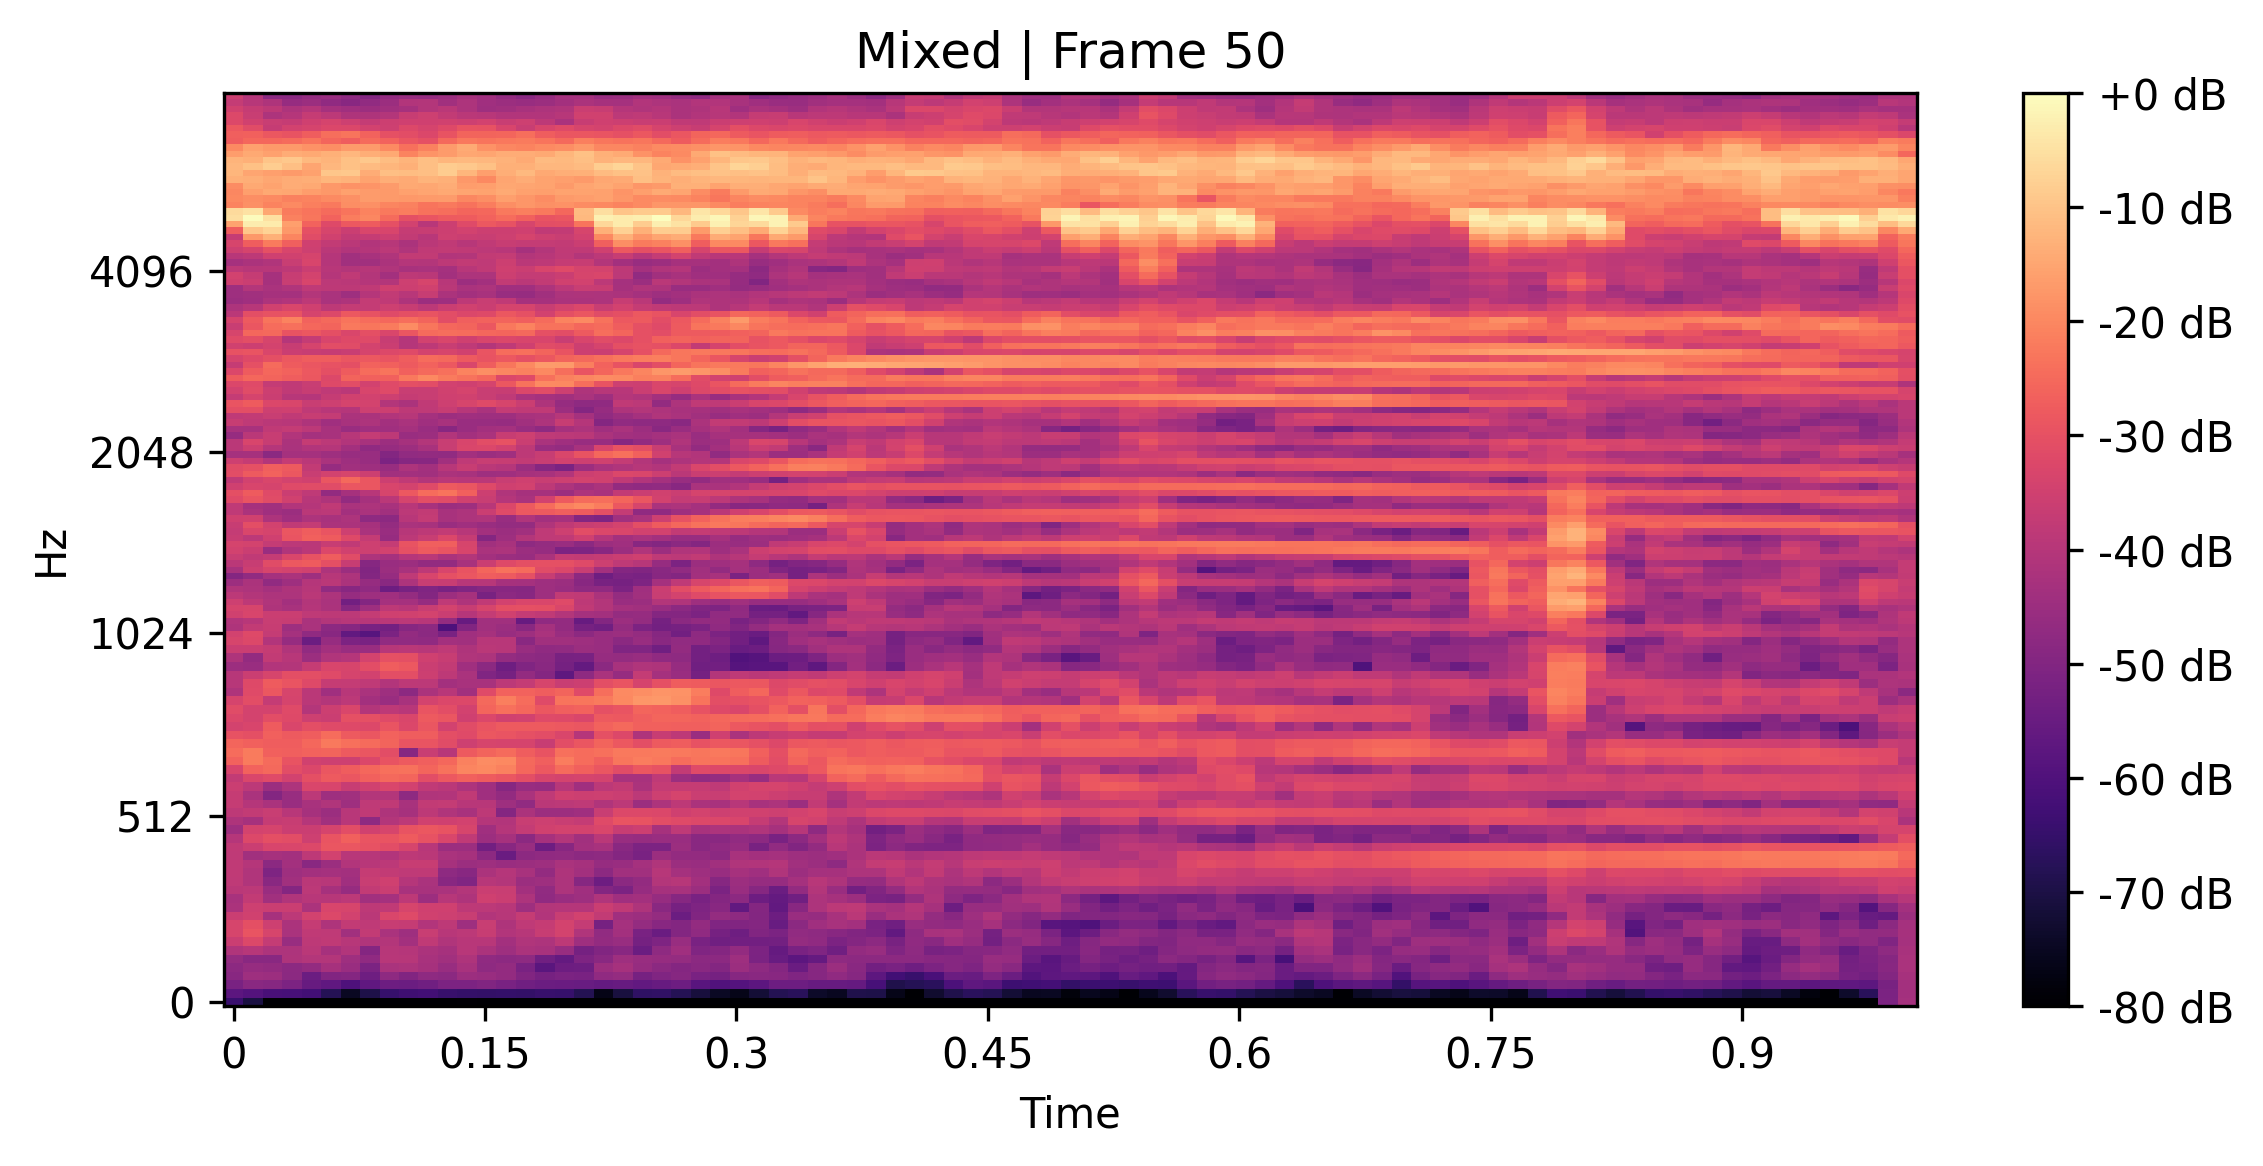 Mixed | Frame 50
Hz
4096
2048
1024
512
0
0 0.15 0.3 0.45 0.6 0.75 0.9
Time
+0 dB
-10 dB
-20 dB
-30 dB
-40 dB
-50 dB
-60 dB
-70 dB
-80 dB